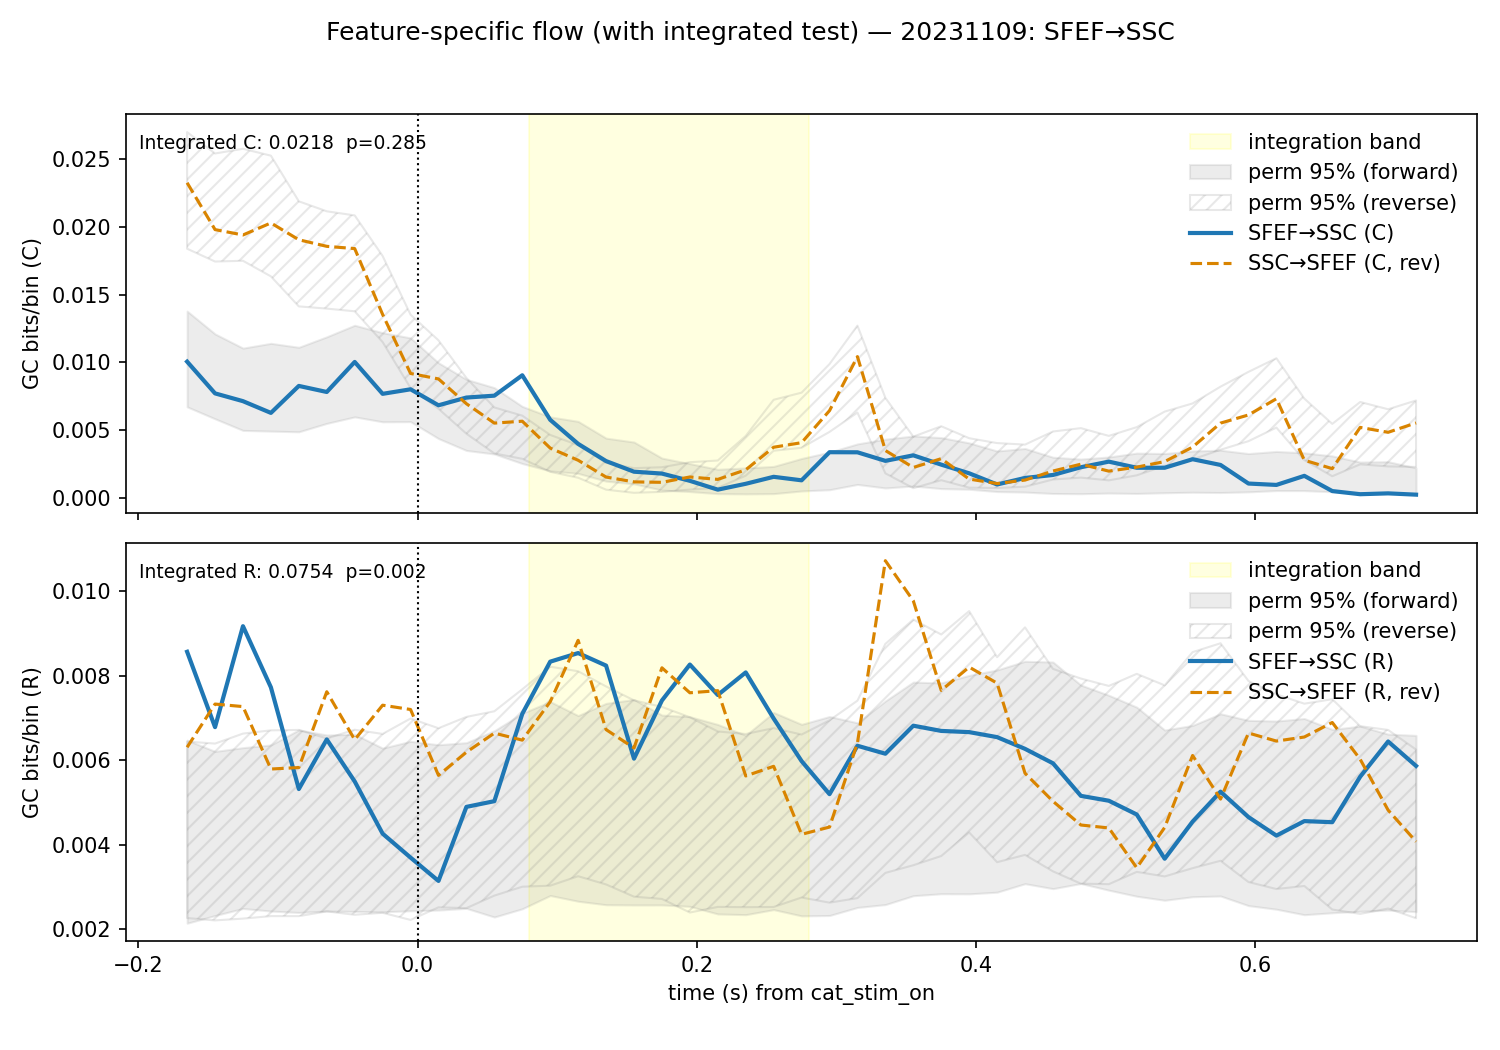 Feature-specific flow (with integrated test) — 20231109: SFEF→SSC
Integrated C: 0.0218  p=0.285
integration band
perm 95% (forward)
perm 95% (reverse)
SFEF→SSC (C)
SSC→SFEF (C, rev)
GC bits/bin (C)
0.025
0.020
0.015
0.010
0.005
0.000
Integrated R: 0.0754  p=0.002
integration band
perm 95% (forward)
perm 95% (reverse)
SFEF→SSC (R)
SSC→SFEF (R, rev)
GC bits/bin (R)
0.010
0.008
0.006
0.004
0.002
−0.2
0.0
0.2
0.4
0.6
time (s) from cat_stim_on